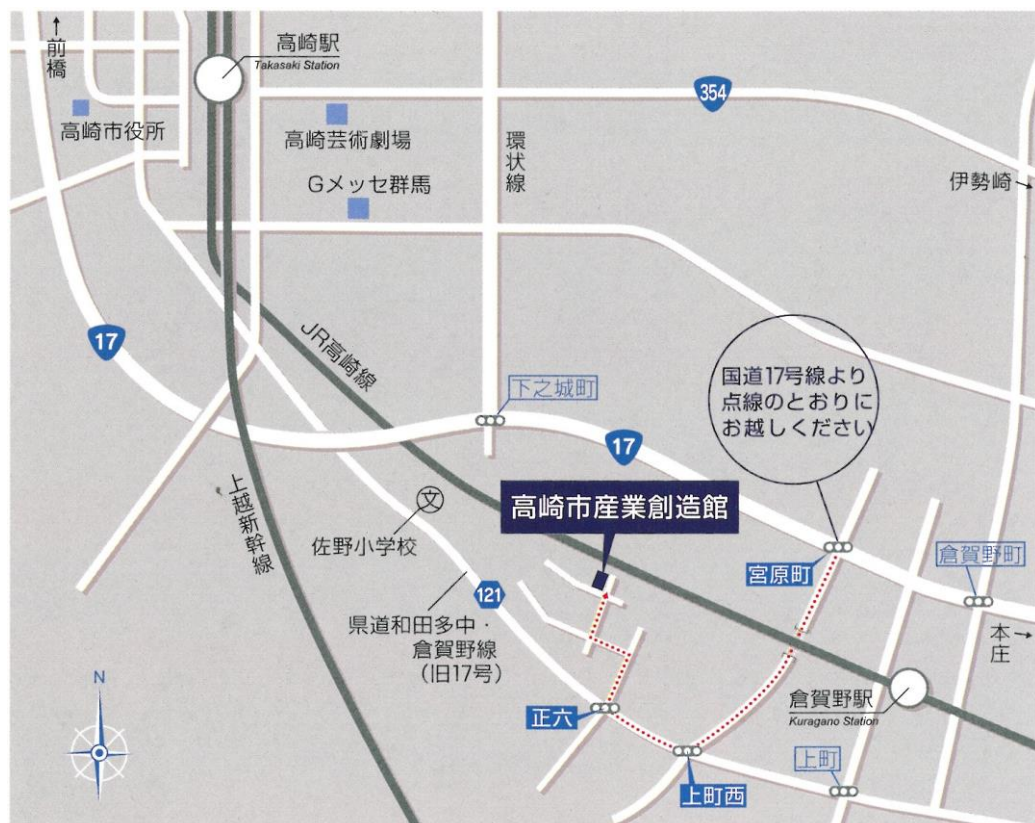 ↑
前橋
高崎駅
Takasaki Station
354
高崎市役所
高崎芸術劇場
環状線
Gメッセ群馬
伊勢崎
→
17
JR高崎線
国道17号線より
点線のとおりに
お越しください
下之城町
17
上越新幹線
文
高崎市産業創造館
佐野小学校
宮原町
倉賀野町
121
県道和田多中・
倉賀野線
(旧17号)
本庄→
N
正六
倉賀野駅
Kuragano Station
上町西
上町